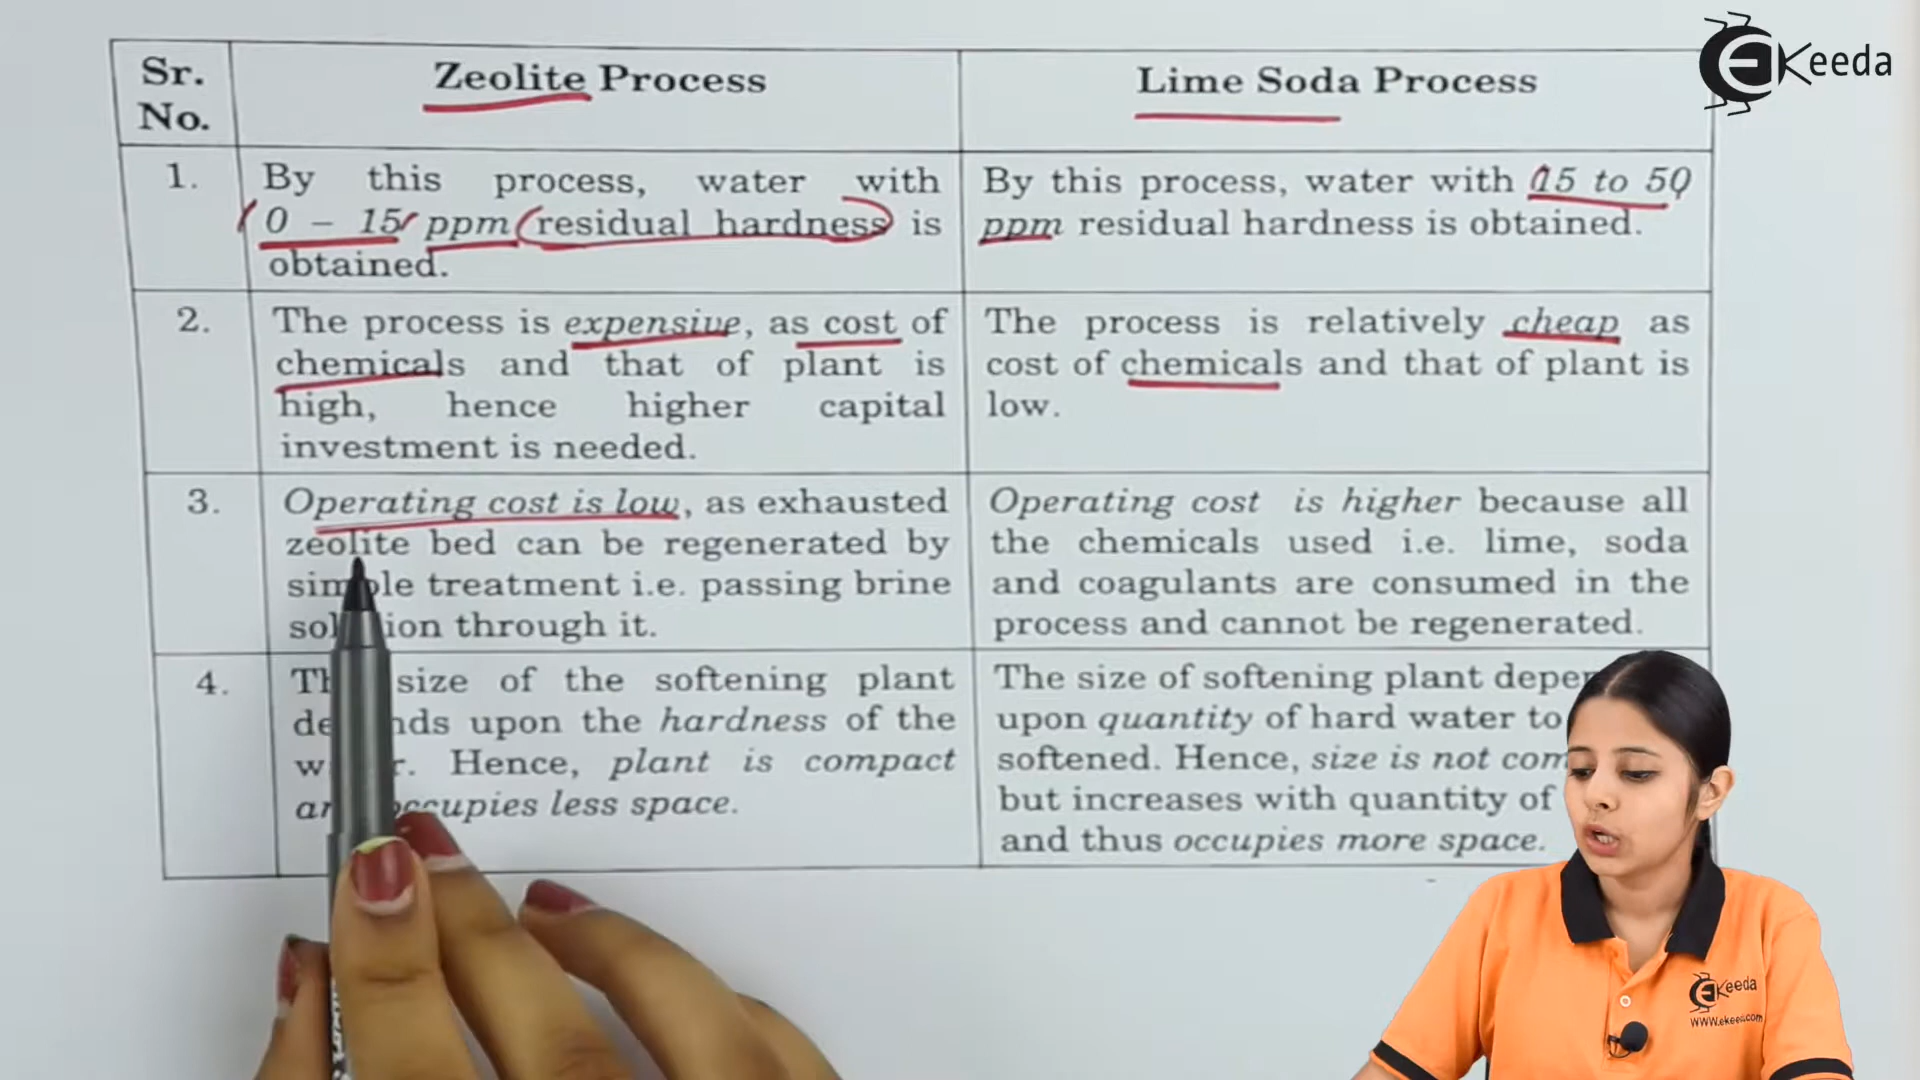 EKeeda
Sr.
No.
Zeolite Process
Lime Soda Process
1.
By this process, water with
0 – 15 ppm (residual hardness) is
obtained.
By this process, water with 15 to 50
ppm residual hardness is obtained.
2.
The process is expensive, as cost of
chemicals and that of plant is
high, hence higher capital
investment is needed.
The process is relatively cheap as
cost of chemicals and that of plant is
low.
3.
Operating cost is low, as exhausted
zeolite bed can be regenerated by
simple treatment i.e. passing brine
solution through it.
Operating cost is higher because all
the chemicals used i.e. lime, soda
and coagulants are consumed in the
process and cannot be regenerated.
4.
size of the softening plant
upon the hardness of the
Hence, plant is compact
occupies less space.
The size of softening plant
upon quantity of hard water to
softened. Hence, size is not
but increases with quantity of
and thus occupies more space.
EKeeda
www.ekeeda.com